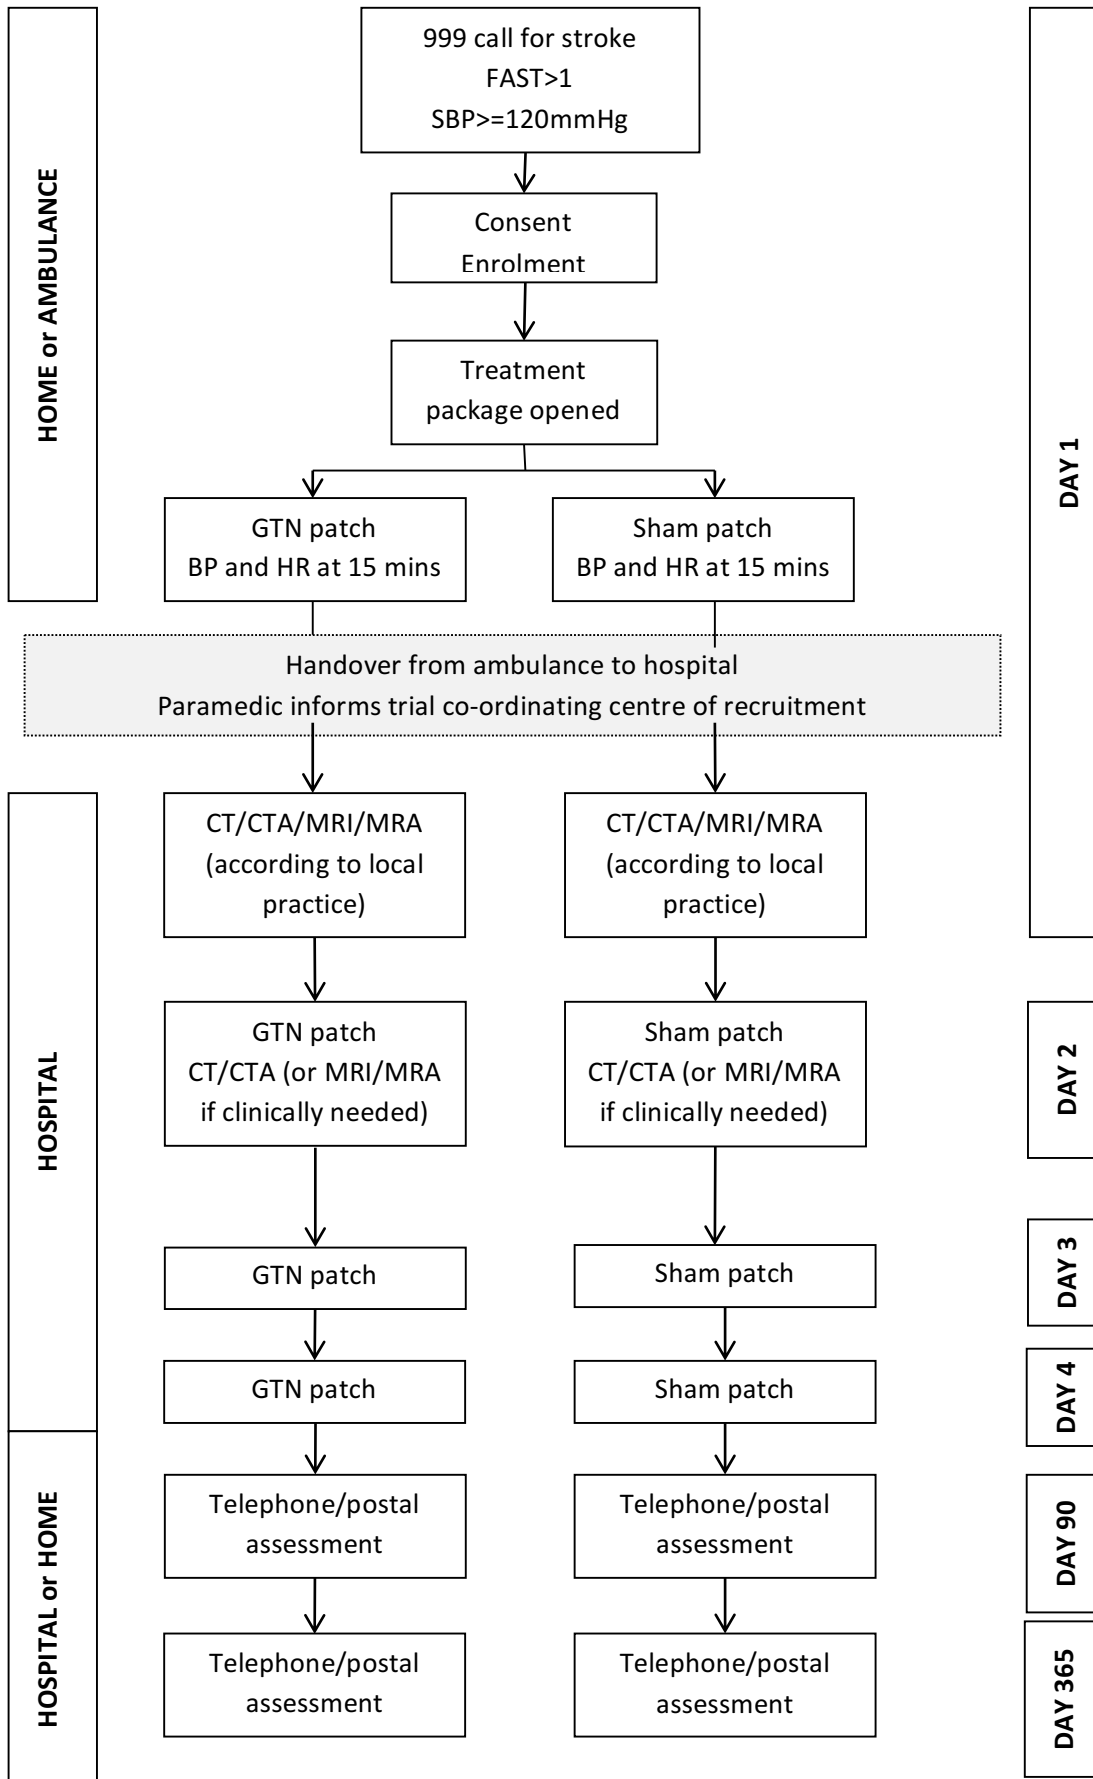 999 call for stroke
FAST>1
SBP>=120mmHg
HOME or AMBULANCE
DAY 1
Consent
Enrolment
Treatment
package opened
GTN patch
BP and HR at 15 mins
Sham patch
BP and HR at 15 mins
Handover from ambulance to hospital
Paramedic informs trial co-ordinating centre of recruitment
HOSPITAL
CT/CTA/MRI/MRA
(according to local
practice)
CT/CTA/MRI/MRA
(according to local
practice)
GTN patch
CT/CTA (or MRI/MRA
if clinically needed)
Sham patch
CT/CTA (or MRI/MRA
if clinically needed)
DAY 2
GTN patch
Sham patch
DAY 3
GTN patch
Sham patch
DAY 4
HOSPITAL or HOME
Telephone/postal
assessment
Telephone/postal
assessment
DAY 90
Telephone/postal
assessment
Telephone/postal
assessment
DAY 365